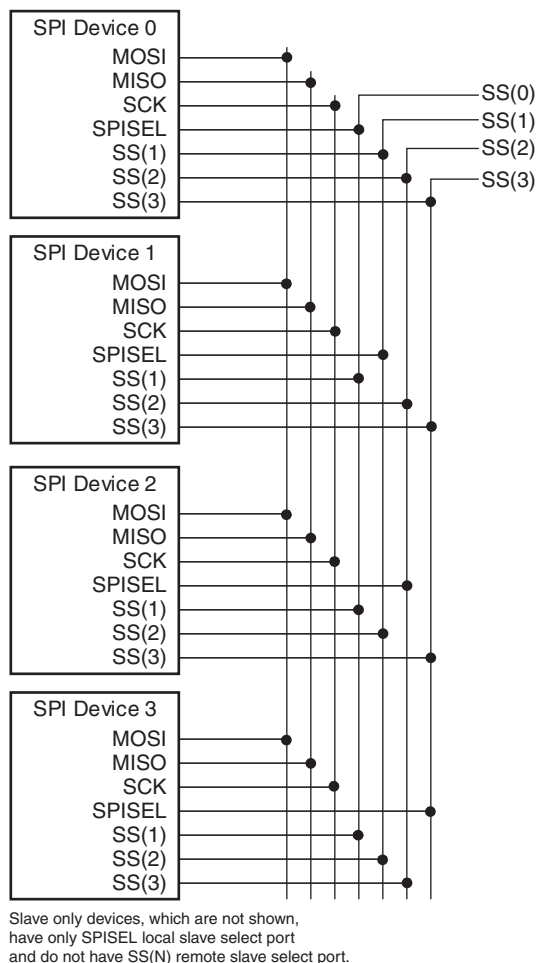 SPI Device 0
MOSI
MISO
SCK
SPISEL
SS(1)
SS(2)
SS(3)
SS(0)
SS(1)
SS(2)
SS(3)
SPI Device 1
MOSI
MISO
SCK
SPISEL
SS(1)
SS(2)
SS(3)
SPI Device 2
MOSI
MISO
SCK
SPISEL
SS(1)
SS(2)
SS(3)
SPI Device 3
MOSI
MISO
SCK
SPISEL
SS(1)
SS(2)
SS(3)
Slave only devices, which are not shown,
have only SPISEL local slave select port
and do not have SS(N) remote slave select port.